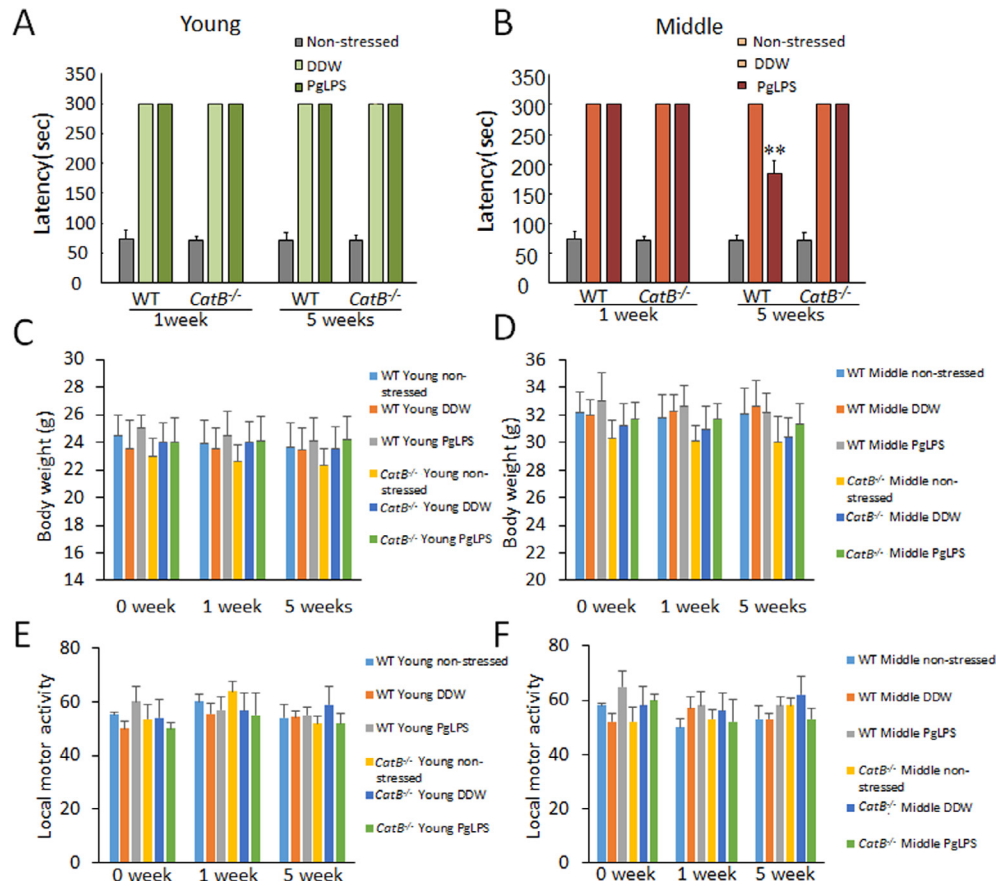 A
Young
Non-stressed
DDW
PgLPS
Latency(sec)
350
300
250
200
150
100
50
0
WT
CatB-/-
WT
CatB-/-
1week
5 weeks
B
Middle
Non-stressed
DDW
PgLPS
Latency(sec)
350
300
250
200
150
100
50
0
**
WT
CatB-/-
WT
CatB-/-
1 week
5 weeks
C
Body weight (g)
30
28
26
24
22
20
18
16
14
0 week
1 week
5 weeks
WT Young non-
stressed
WT Young DDW
WT Young PgLPS
CatB-/- Young non-
stressed
CatB-/- Young DDW
CatB-/- Young PgLPS
D
Body weight (g)
36
34
32
30
28
26
24
22
20
0 week
1 week
5 weeks
WT Middle non-stressed
WT Middle DDW
WT Middle PgLPS
CatB-/- Middle non-
stressed
CatB-/- Middle DDW
CatB-/- Middle PgLPS
E
Local motor activity
80
60
40
20
0
0 week
1 week
5 week
WT Young non-stressed
WT Young DDW
WT Young PgLPS
CatB-/- Young non-
stressed
CatB-/- Young DDW
CatB-/- Young PgLPS
F
Local motor activity
80
60
40
20
0
0 week
1 week
5 week
WT Middle non-stressed
WT Middle DDW
WT Middle PgLPS
CatB-/- Middle non-
stressed
CatB-/- Middle DDW
CatB-/- Middle PgLPS